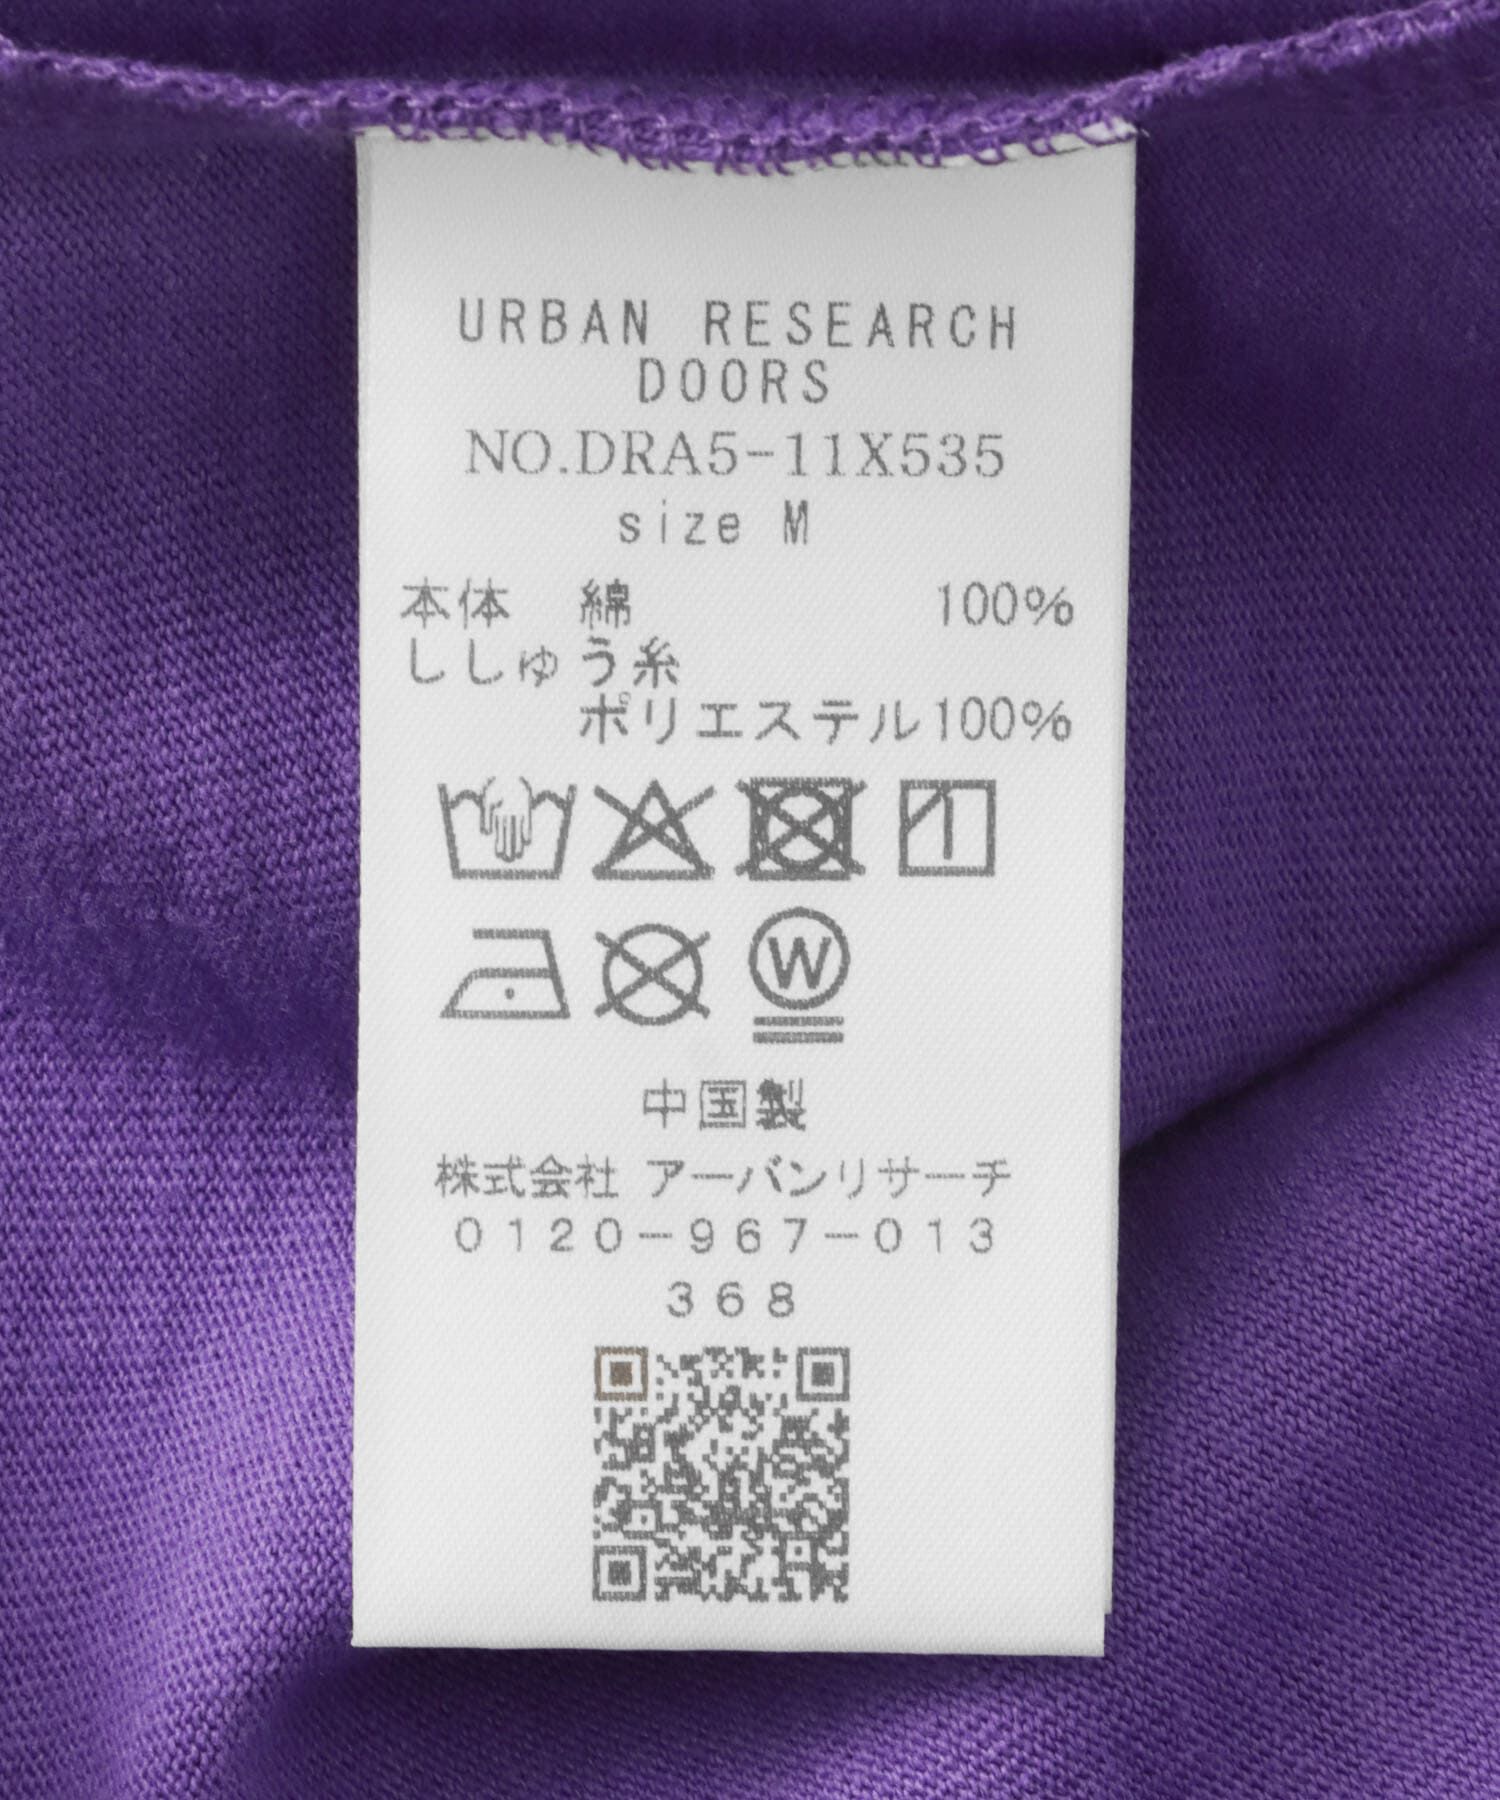 URBAN RESEARCH
DOORS
NO.DRA5-11X535
size M
本体 綿 100%
ししゅう糸
ポリエステル100%
W
中国製
株式会社 アーバンリサーチ
0120-967-013
368